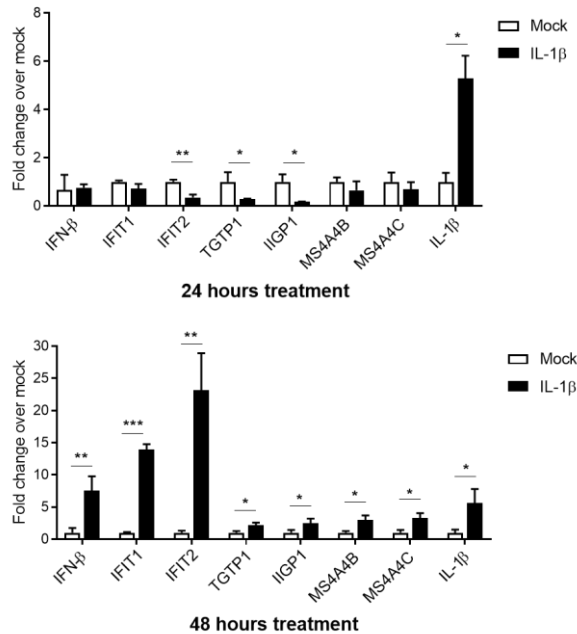 Fold change over mock
8
6
4
2
0
*
**
*
*
Mock
IL-1β
IFN-β
IFIT1
IFIT2
TGTP1
IIGP1
MS4A4B
MS4A4C
IL-1β
24 hours treatment
Fold change over mock
30
25
20
15
10
5
0
**
***
**
*
*
*
*
*
Mock
IL-1β
IFN-β
IFIT1
IFIT2
TGTP1
IIGP1
MS4A4B
MS4A4C
IL-1β
48 hours treatment